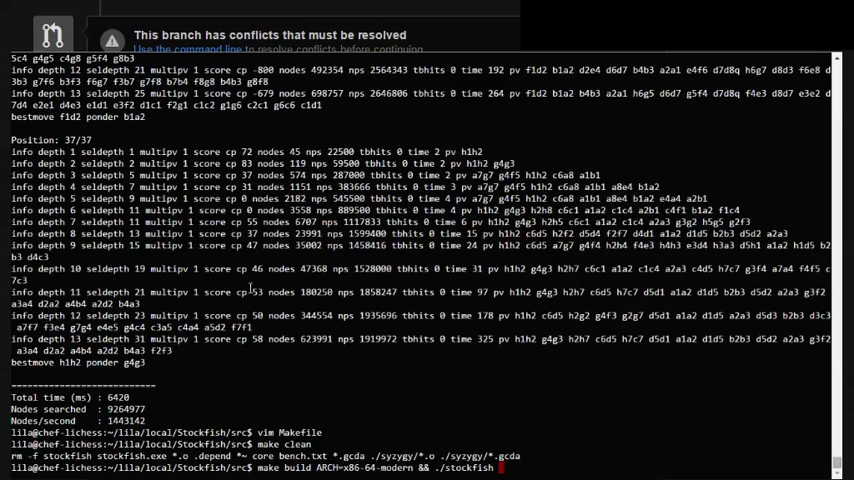 This branch has conflicts that must be resolved
Use the command line to resolve conflicts before continuing.
5c4 g4g5 c4g8 g5f4 g8b3
info depth 12 seldepth 21 multipv 1 score cp -800 nodes 492354 nps 2564343 tbhits 0 time 192 pv f1d2 b1a2 d2e4 d6d7 b4b3 a2a1 e4f6 d7d8q h6g7 d8d3 f6e8 d
3b3 g7f6 b3f3 f6g7 f3b7 g7f8 b7b4 f8g8 b4b3 g8f8
info depth 13 seldepth 25 multipv 1 score cp -679 nodes 698757 nps 2646806 tbhits 0 time 264 pv f1d2 b1a2 d2e4 d6d7 b4b3 a2a1 h6g5 d6d7 g5f4 d7d8q f4e3 d8d7 e3e2 d
7d4 e2e1 d4e3 e1d1 e3f2 d1c1 f2g1 c1c2 g1g6 c2c1 g6c6 c1d1
bestmove f1d2 ponder b1a2
Position: 37/37
info depth 1 seldepth 1 multipv 1 score cp 72 nodes 45 nps 22500 tbhits 0 time 2 pv h1h2
info depth 2 seldepth 2 multipv 1 score cp 83 nodes 119 nps 59500 tbhits 0 time 2 pv h1h2 g4g3
info depth 3 seldepth 5 multipv 1 score cp 37 nodes 574 nps 287000 tbhits 0 time 2 pv a7g7 g4f5 h1h2 c6a8 a1b1
info depth 4 seldepth 7 multipv 1 score cp 31 nodes 1151 nps 383666 tbhits 0 time 3 pv a7g7 g4f5 h1h2 c6a8 a1b1 a8e4 b1a2
info depth 5 seldepth 9 multipv 1 score cp 0 nodes 2182 nps 545500 tbhits 0 time 4 pv a7g7 g4f5 h1h2 c6a8 a1b1 a8e4 b1a2 e4a4 a2b1
info depth 6 seldepth 11 multipv 1 score cp 0 nodes 3558 nps 889500 tbhits 0 time 4 pv h1h2 g4g3 h2h8 c6c1 a1a2 c1c4 a2b1 c4f1 b1a2 f1c4
info depth 7 seldepth 11 multipv 1 score cp 55 nodes 6707 nps 1117833 tbhits 0 time 6 pv h1h2 g4g3 h2h5 c6c1 a1a2 c1c4 a2a3 g3g2 h5g5 g2f3
info depth 8 seldepth 13 multipv 1 score cp 37 nodes 23991 nps 1599400 tbhits 0 time 15 pv h1h2 g4f3 h2d2 f3f2 d7f7 d4d1 a1a2 d1d5 b2b3 d5d2 a2a3
info depth 9 seldepth 15 multipv 1 score cp 47 nodes 35002 nps 1458416 tbhits 0 time 24 pv h1h2 c6d5 a7g7 g4f4 h2h4 f4e3 h4h3 e3d4 h3a3 d5h1 a1a2 h1d5 b2
b3 d4c3
info depth 10 seldepth 19 multipv 1 score cp 46 nodes 47368 nps 1528000 tbhits 0 time 31 pv h1h2 g4g3 h2h7 c6c1 a1a2 c1c4 a2a3 c4d5 h7c7 g3f4 a7a4 f4f5 c
7c3
info depth 11 seldepth 21 multipv 1 score cp 53 nodes 180250 nps 1858247 tbhits 0 time 97 pv h1h2 g4g3 h2h7 c6d5 h7c7 d5d1 a1a2 d1d5 b2b3 d5d2 a2a3 g3f2
a3a4 d2a2 a4b4 a2d2 b4a3
info depth 12 seldepth 23 multipv 1 score cp 50 nodes 344554 nps 1935696 tbhits 0 time 178 pv h1h2 c6d5 h2g2 g4f3 g2g7 d5d1 a1a2 d1d5 a2a3 d5d3 b2b3 d3c3
a7f7 f3e4 g7g4 e4e5 g4c4 c3a5 c4a4 a5d2 f7f1
info depth 13 seldepth 31 multipv 1 score cp 58 nodes 623991 nps 1919972 tbhits 0 time 325 pv h1h2 g4g3 h2h7 c6d5 h7c7 d5d1 a1a2 d1d5 b2b3 d5d2 a2a3 g3f2
a3a4 d2a2 a4b4 a2d2 b4a3 f2f3
bestmove h1h2 ponder g4g3
===========================
Total time (ms) : 6420
Nodes searched : 9264977
Nodes/second : 1443142
lila@chef-lichess:~/lila/local/Stockfish/src$ vim Makefile
lila@chef-lichess:~/lila/local/Stockfish/src$ make clean
rm -f stockfish stockfish.exe *.o .depend *~ core bench.txt *.gcda ./syzygy/*.o ./syzygy/*.gcda
lila@chef-lichess:~/lila/local/Stockfish/src$ make build ARCH=x86-64-modern && ./stockfish